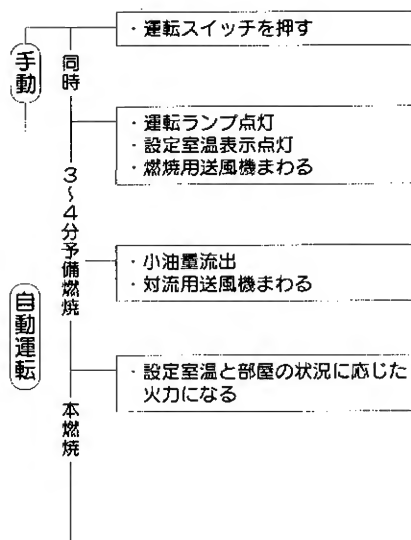 ・運転スイッチを押す
手動
同時
・運転ランプ点灯
・設定室温表示点灯
・燃焼用送風機まわる
3〜4分予備燃焼
・小油量流出
・対流用送風機まわる
自動運転
・設定室温と部屋の状況に応じた
火力になる
本燃焼